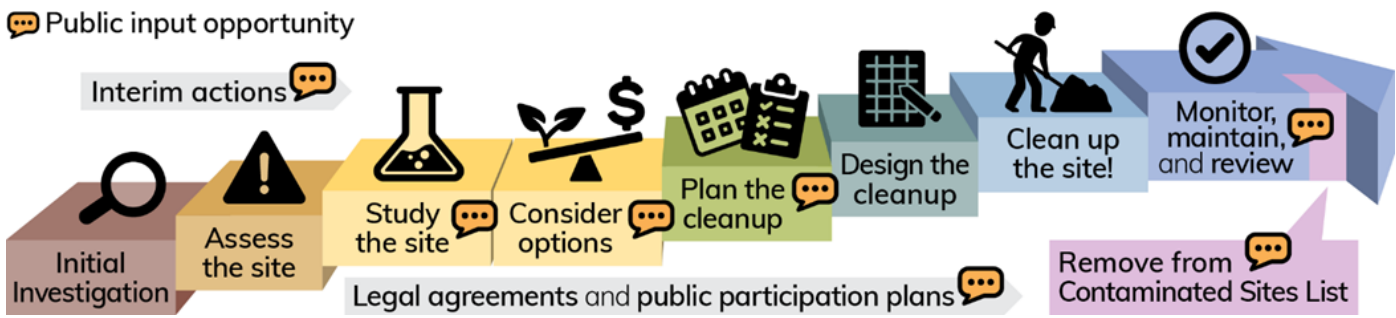 Public input opportunity
Interim actions
Initial
Investigation
Assess
the site
Study
the site
Consider
options
Plan the
cleanup
Design the
cleanup
Clean up
the site!
Monitor,
maintain,
and review
Legal agreements and public participation plans
Remove from
Contaminated Sites List